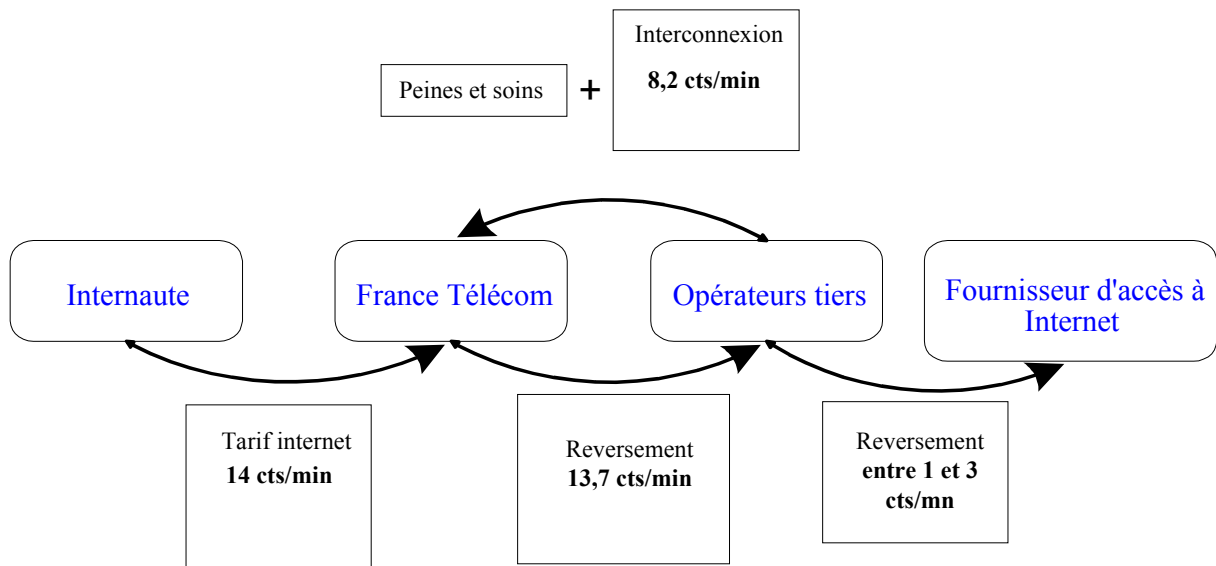 Interconnexion
8,2 cts/min
Peines et soins
+
Internaute
France Télécom
Opérateurs tiers
Fournisseur d'accès à
Internet
Tarif internet
14 cts/min
Reversement
13,7 cts/min
Reversement
entre 1 et 3
cts/mn